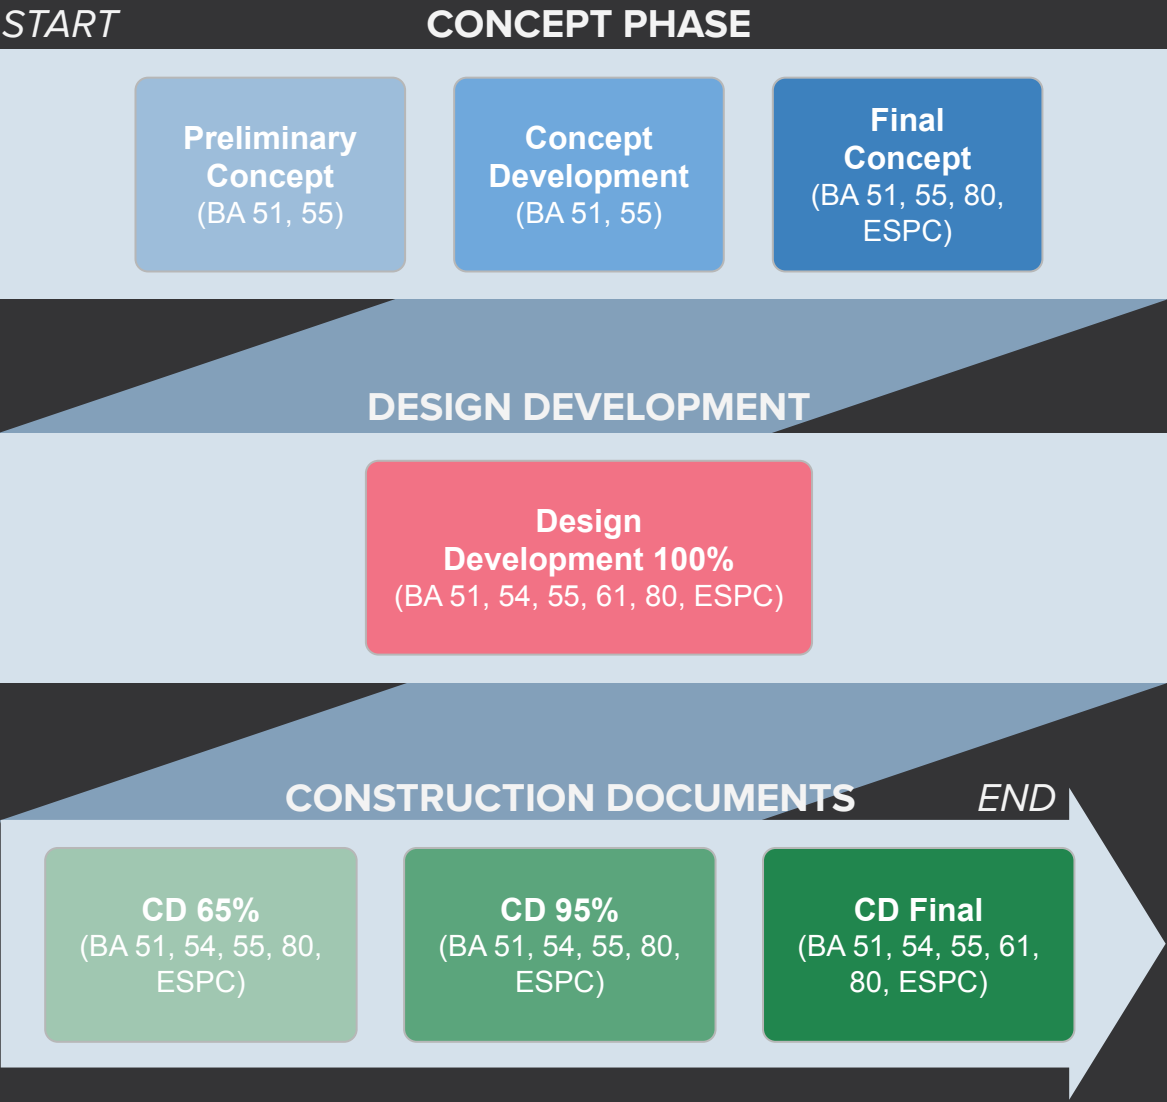 START
CONCEPT PHASE
Preliminary
Concept
(BA 51, 55)
Concept
Development
(BA 51, 55)
Final
Concept
(BA 51, 55, 80,
ESPC)
DESIGN DEVELOPMENT
Design
Development 100%
(BA 51, 54, 55, 61, 80, ESPC)
CONSTRUCTION DOCUMENTS
END
CD 65%
(BA 51, 54, 55, 80,
ESPC)
CD 95%
(BA 51, 54, 55, 80,
ESPC)
CD Final
(BA 51, 54, 55, 61,
80, ESPC)